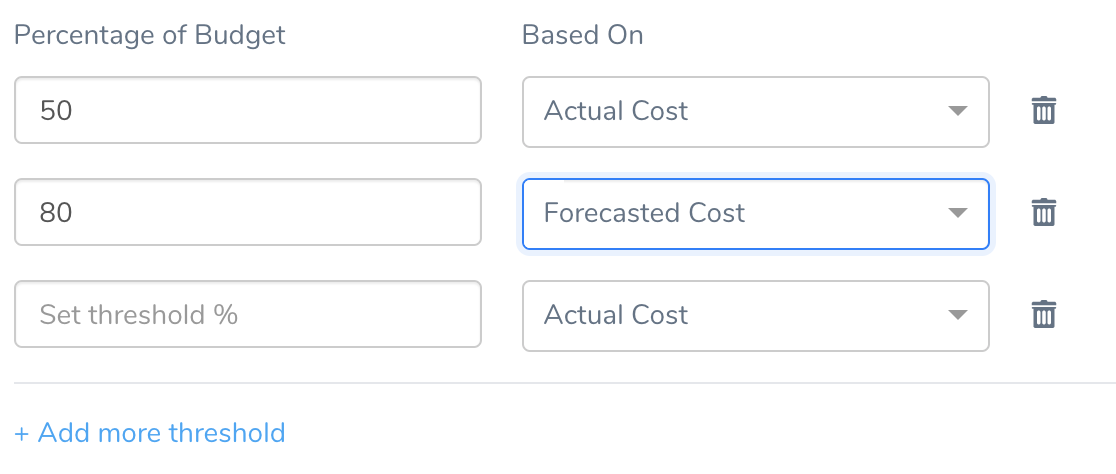 Percentage of Budget Based On
50 Actual Cost
80 Forecasted Cost
Set threshold % Actual Cost
+ Add more threshold